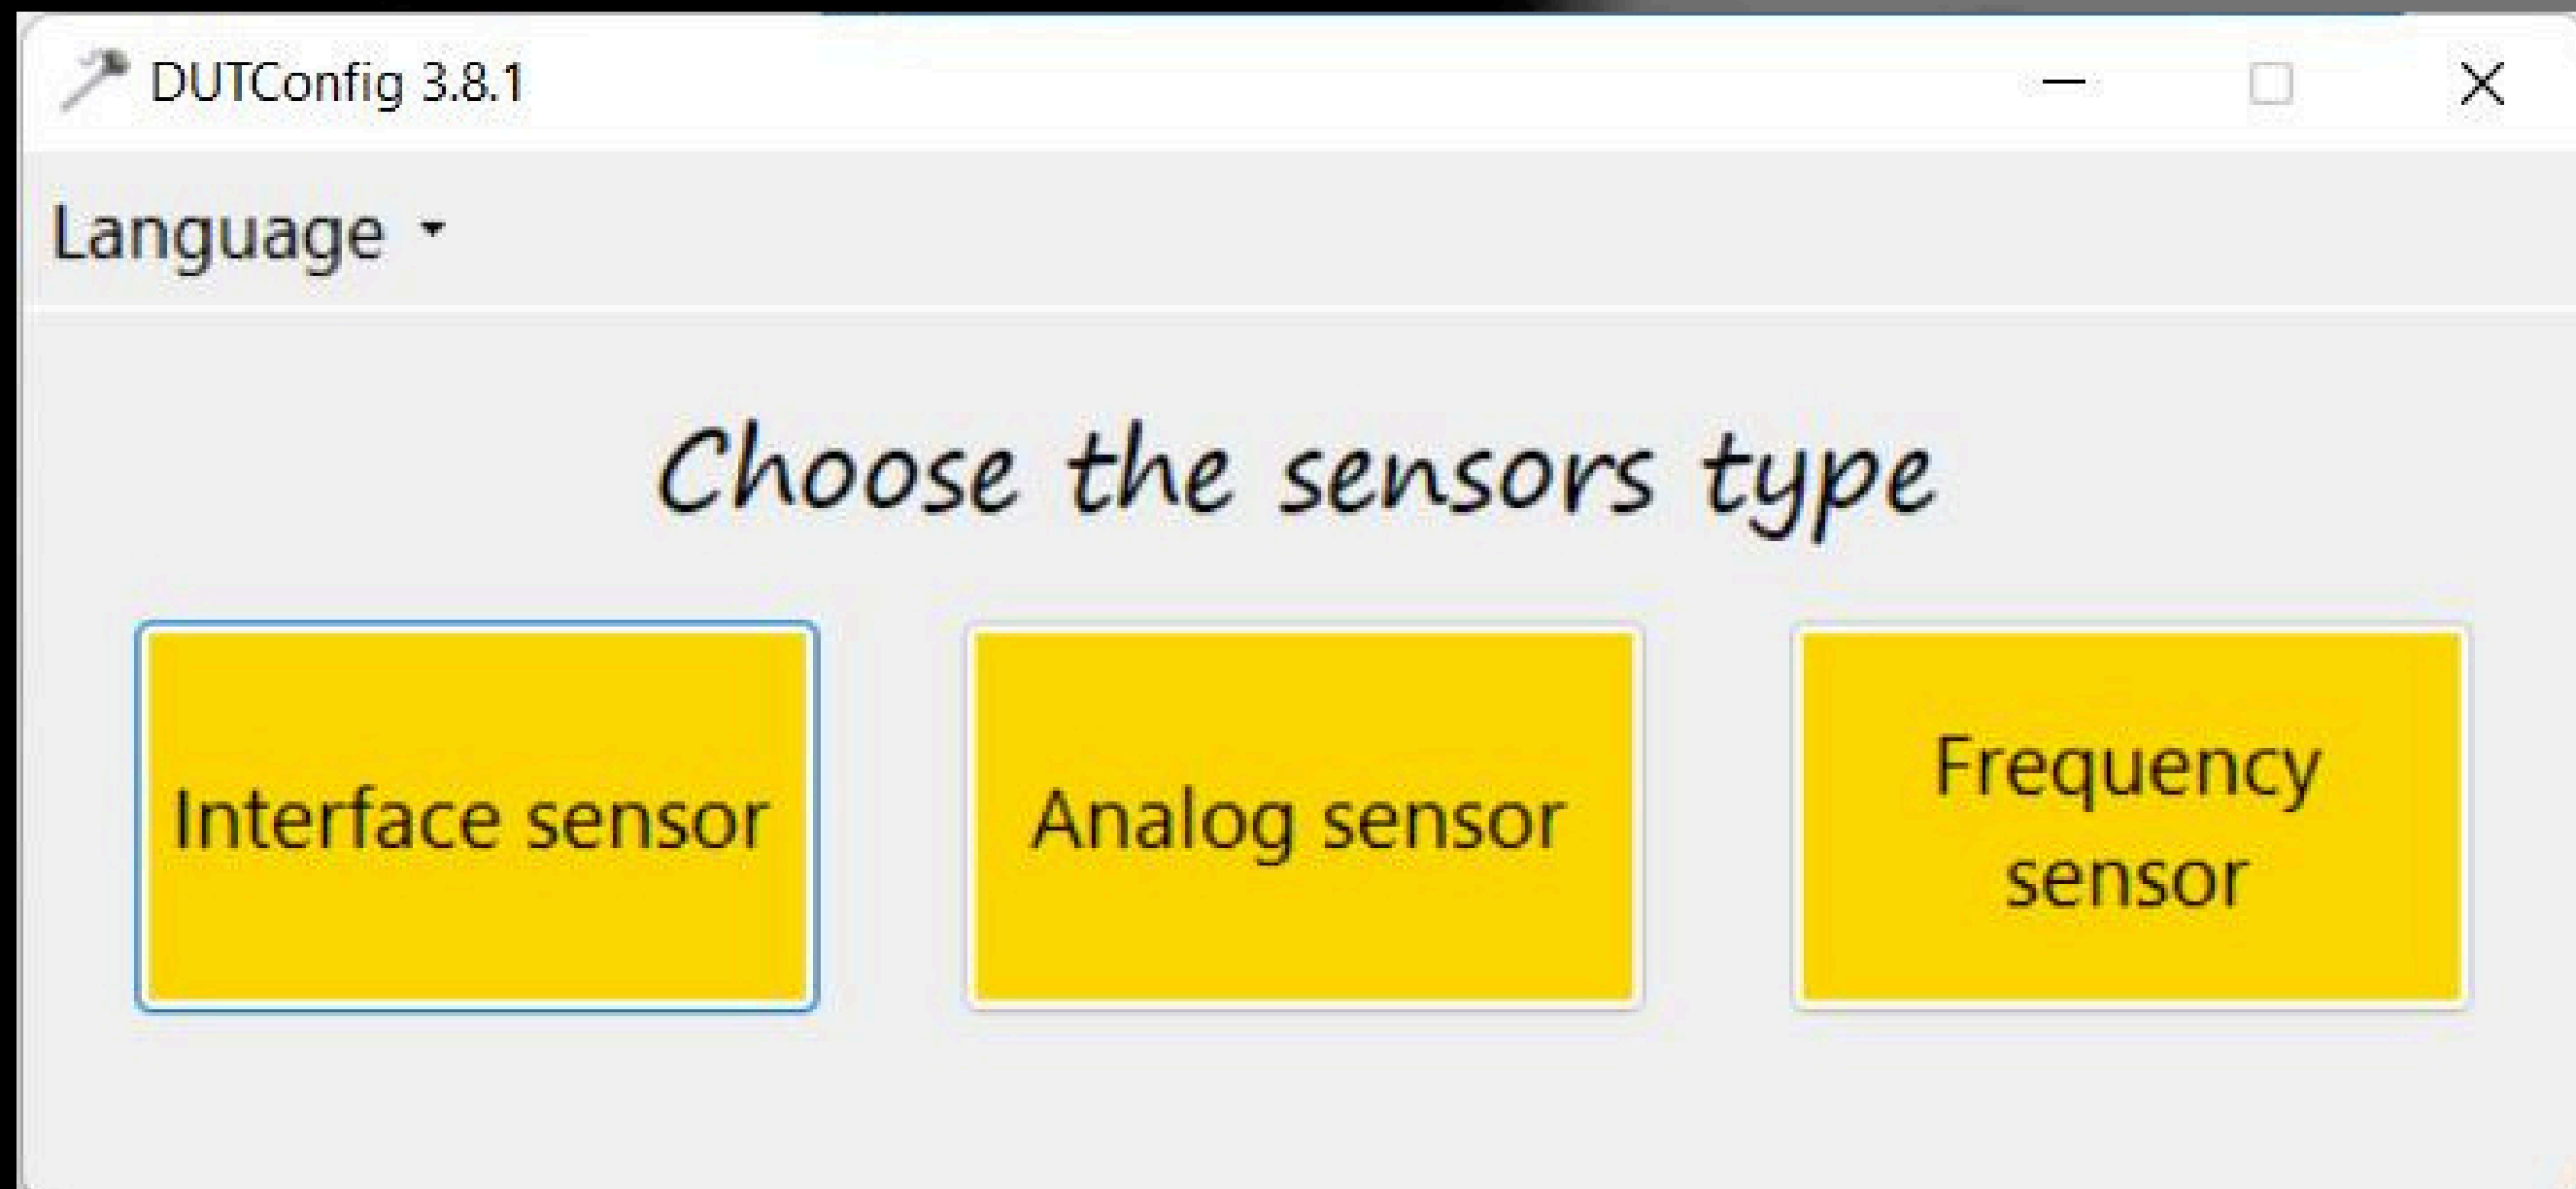 DUTConfig 3.8.1
Language
Choose the sensors type
Interface sensor
Analog sensor
Frequency
sensor